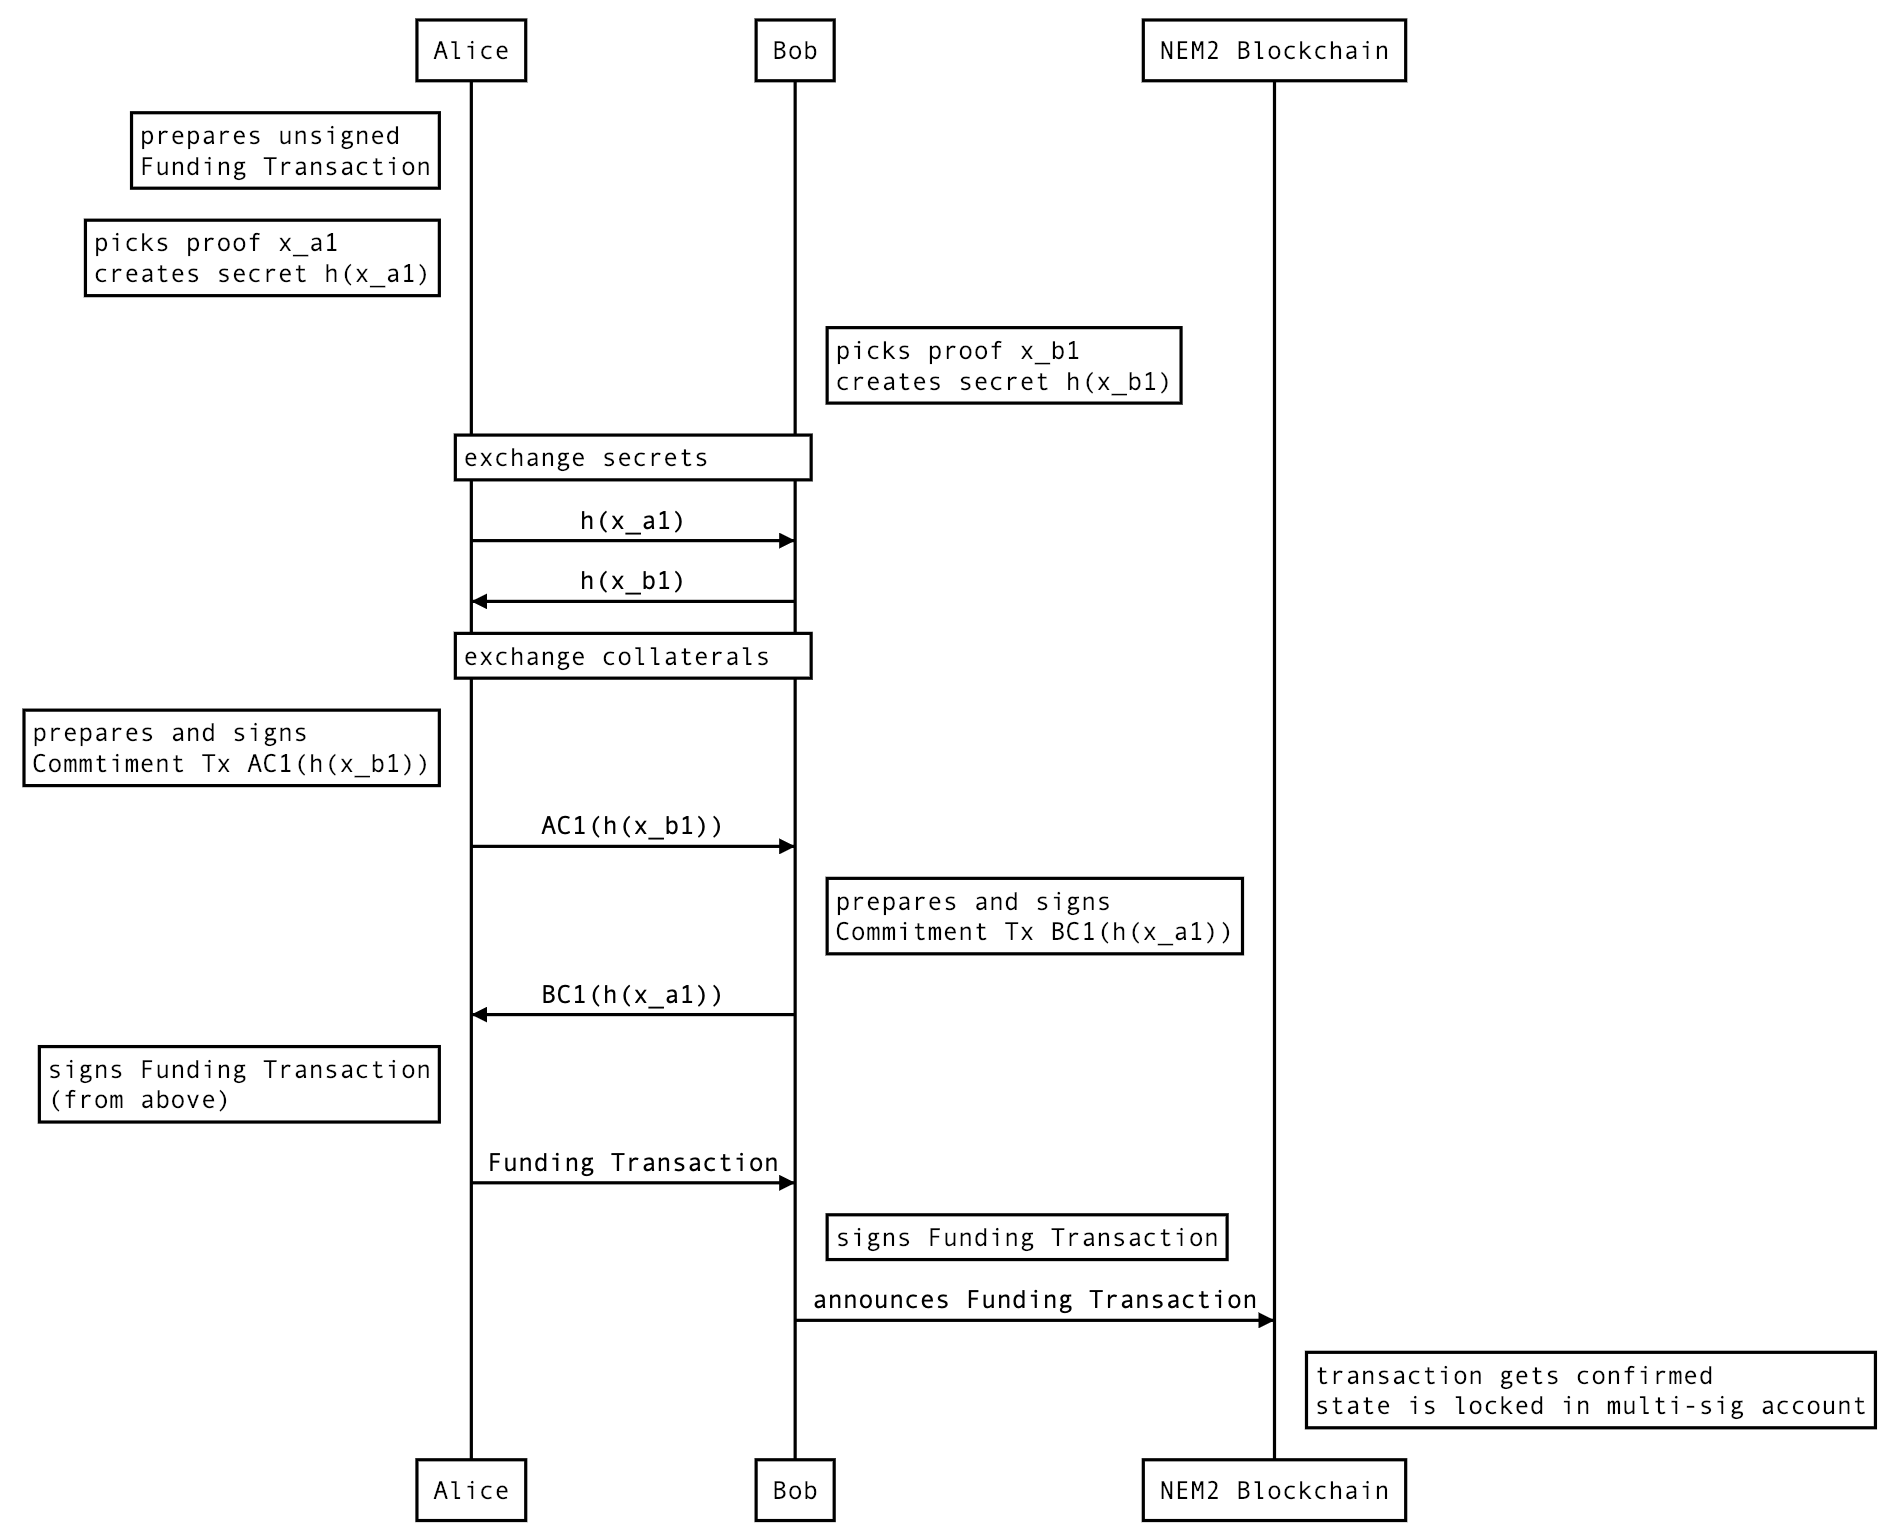 Alice
Bob
NEM2 Blockchain
prepares unsigned
Funding Transaction
picks proof x_a1
creates secret h(x_a1)
picks proof x_b1
creates secret h(x_b1)
exchange secrets
h(x_a1)
h(x_b1)
exchange collaterals
prepares and signs
Commtiment Tx AC1(h(x_b1))
AC1(h(x_b1))
prepares and signs
Commitment Tx BC1(h(x_a1))
BC1(h(x_a1))
signs Funding Transaction
(from above)
Funding Transaction
signs Funding Transaction
announces Funding Transaction
transaction gets confirmed
state is locked in multi-sig account
Alice
Bob
NEM2 Blockchain